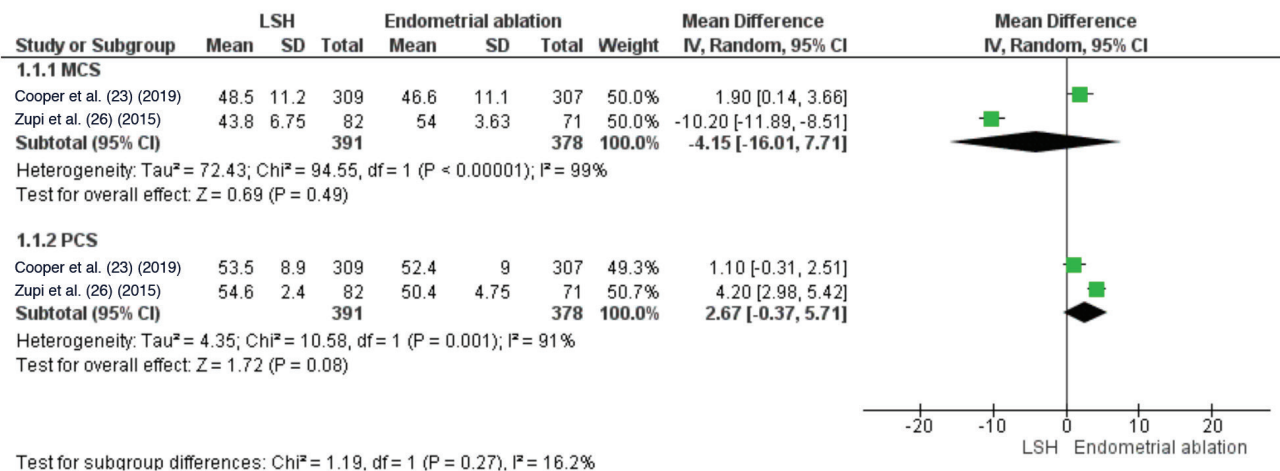 LSH Endometrial ablation Mean Difference Mean Difference
Study or Subgroup Mean SD Total Mean SD Total Weight IV, Random, 95% CI IV, Random, 95% CI
1.1.1 MCS
Cooper et al. (23) (2019) 48.5 11.2 309 46.6 11.1 307 50.0% 1.90 [0.14, 3.66]
Zupi et al. (26) (2015) 43.8 6.75 82 54 3.63 71 50.0% -10.20 [-11.89, -8.51]
Subtotal (95% CI) 391 378 100.0% -4.15 [-16.01, 7.71]
Heterogeneity: Tau² = 72.43; Chi² = 94.55, df = 1 (P < 0.00001); I² = 99%
Test for overall effect: Z = 0.69 (P = 0.49)
1.1.2 PCS
Cooper et al. (23) (2019) 53.5 8.9 309 52.4 9 307 49.3% 1.10 [-0.31, 2.51]
Zupi et al. (26) (2015) 54.6 2.4 82 50.4 4.75 71 50.7% 4.20 [2.98, 5.42]
Subtotal (95% CI) 391 378 100.0% 2.67 [-0.37, 5.71]
Heterogeneity: Tau² = 4.35; Chi² = 10.58, df = 1 (P = 0.001); I² = 91%
Test for overall effect: Z = 1.72 (P = 0.08)
-20 -10 0 10 20
LSH Endometrial ablation
Test for subgroup differences: Chi² = 1.19, df = 1 (P = 0.27), I² = 16.2%